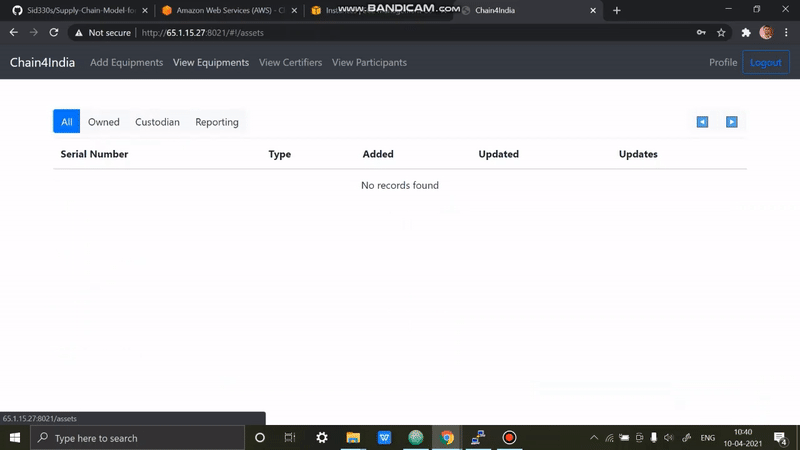 Sid330s/Supply-Chain-Model-fo
Amazon Web Services (AWS) - C
Inst
www.BANDICAM.com
Chain4India
Not secure
http://65.1.15.27:8021/#!/assets
Chain4India Add Equipments View Equipments View Certifiers View Participants Profile Logout
All Owned Custodian Reporting
Serial Number Type Added Updated Updates
No records found
65.1.15.27:8021/assets
Type here to search
ENG
10:40
10-04-2021
4